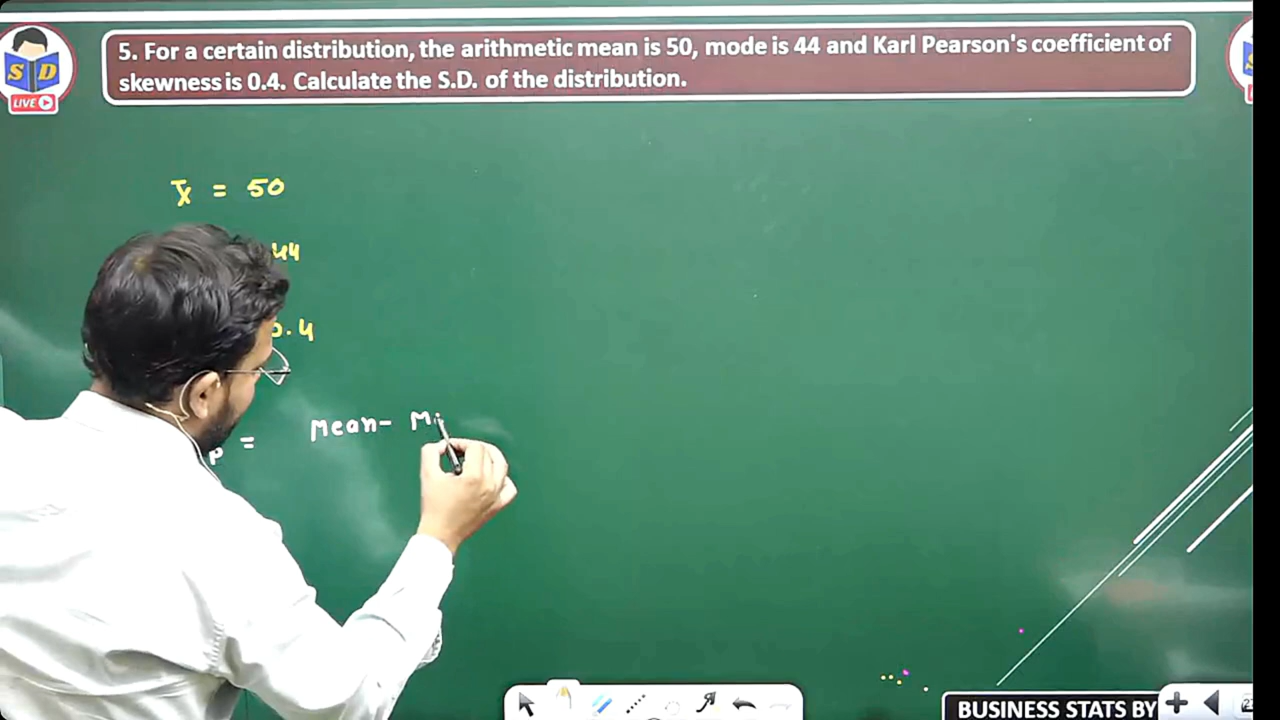 5. For a certain distribution, the arithmetic mean is 50, mode is 44 and Karl Pearson's coefficient of
skewness is 0.4. Calculate the S.D. of the distribution.
S D
LIVE
x̄ = 50
44
0.4
p = Mean- M
BUSINESS STATS BY